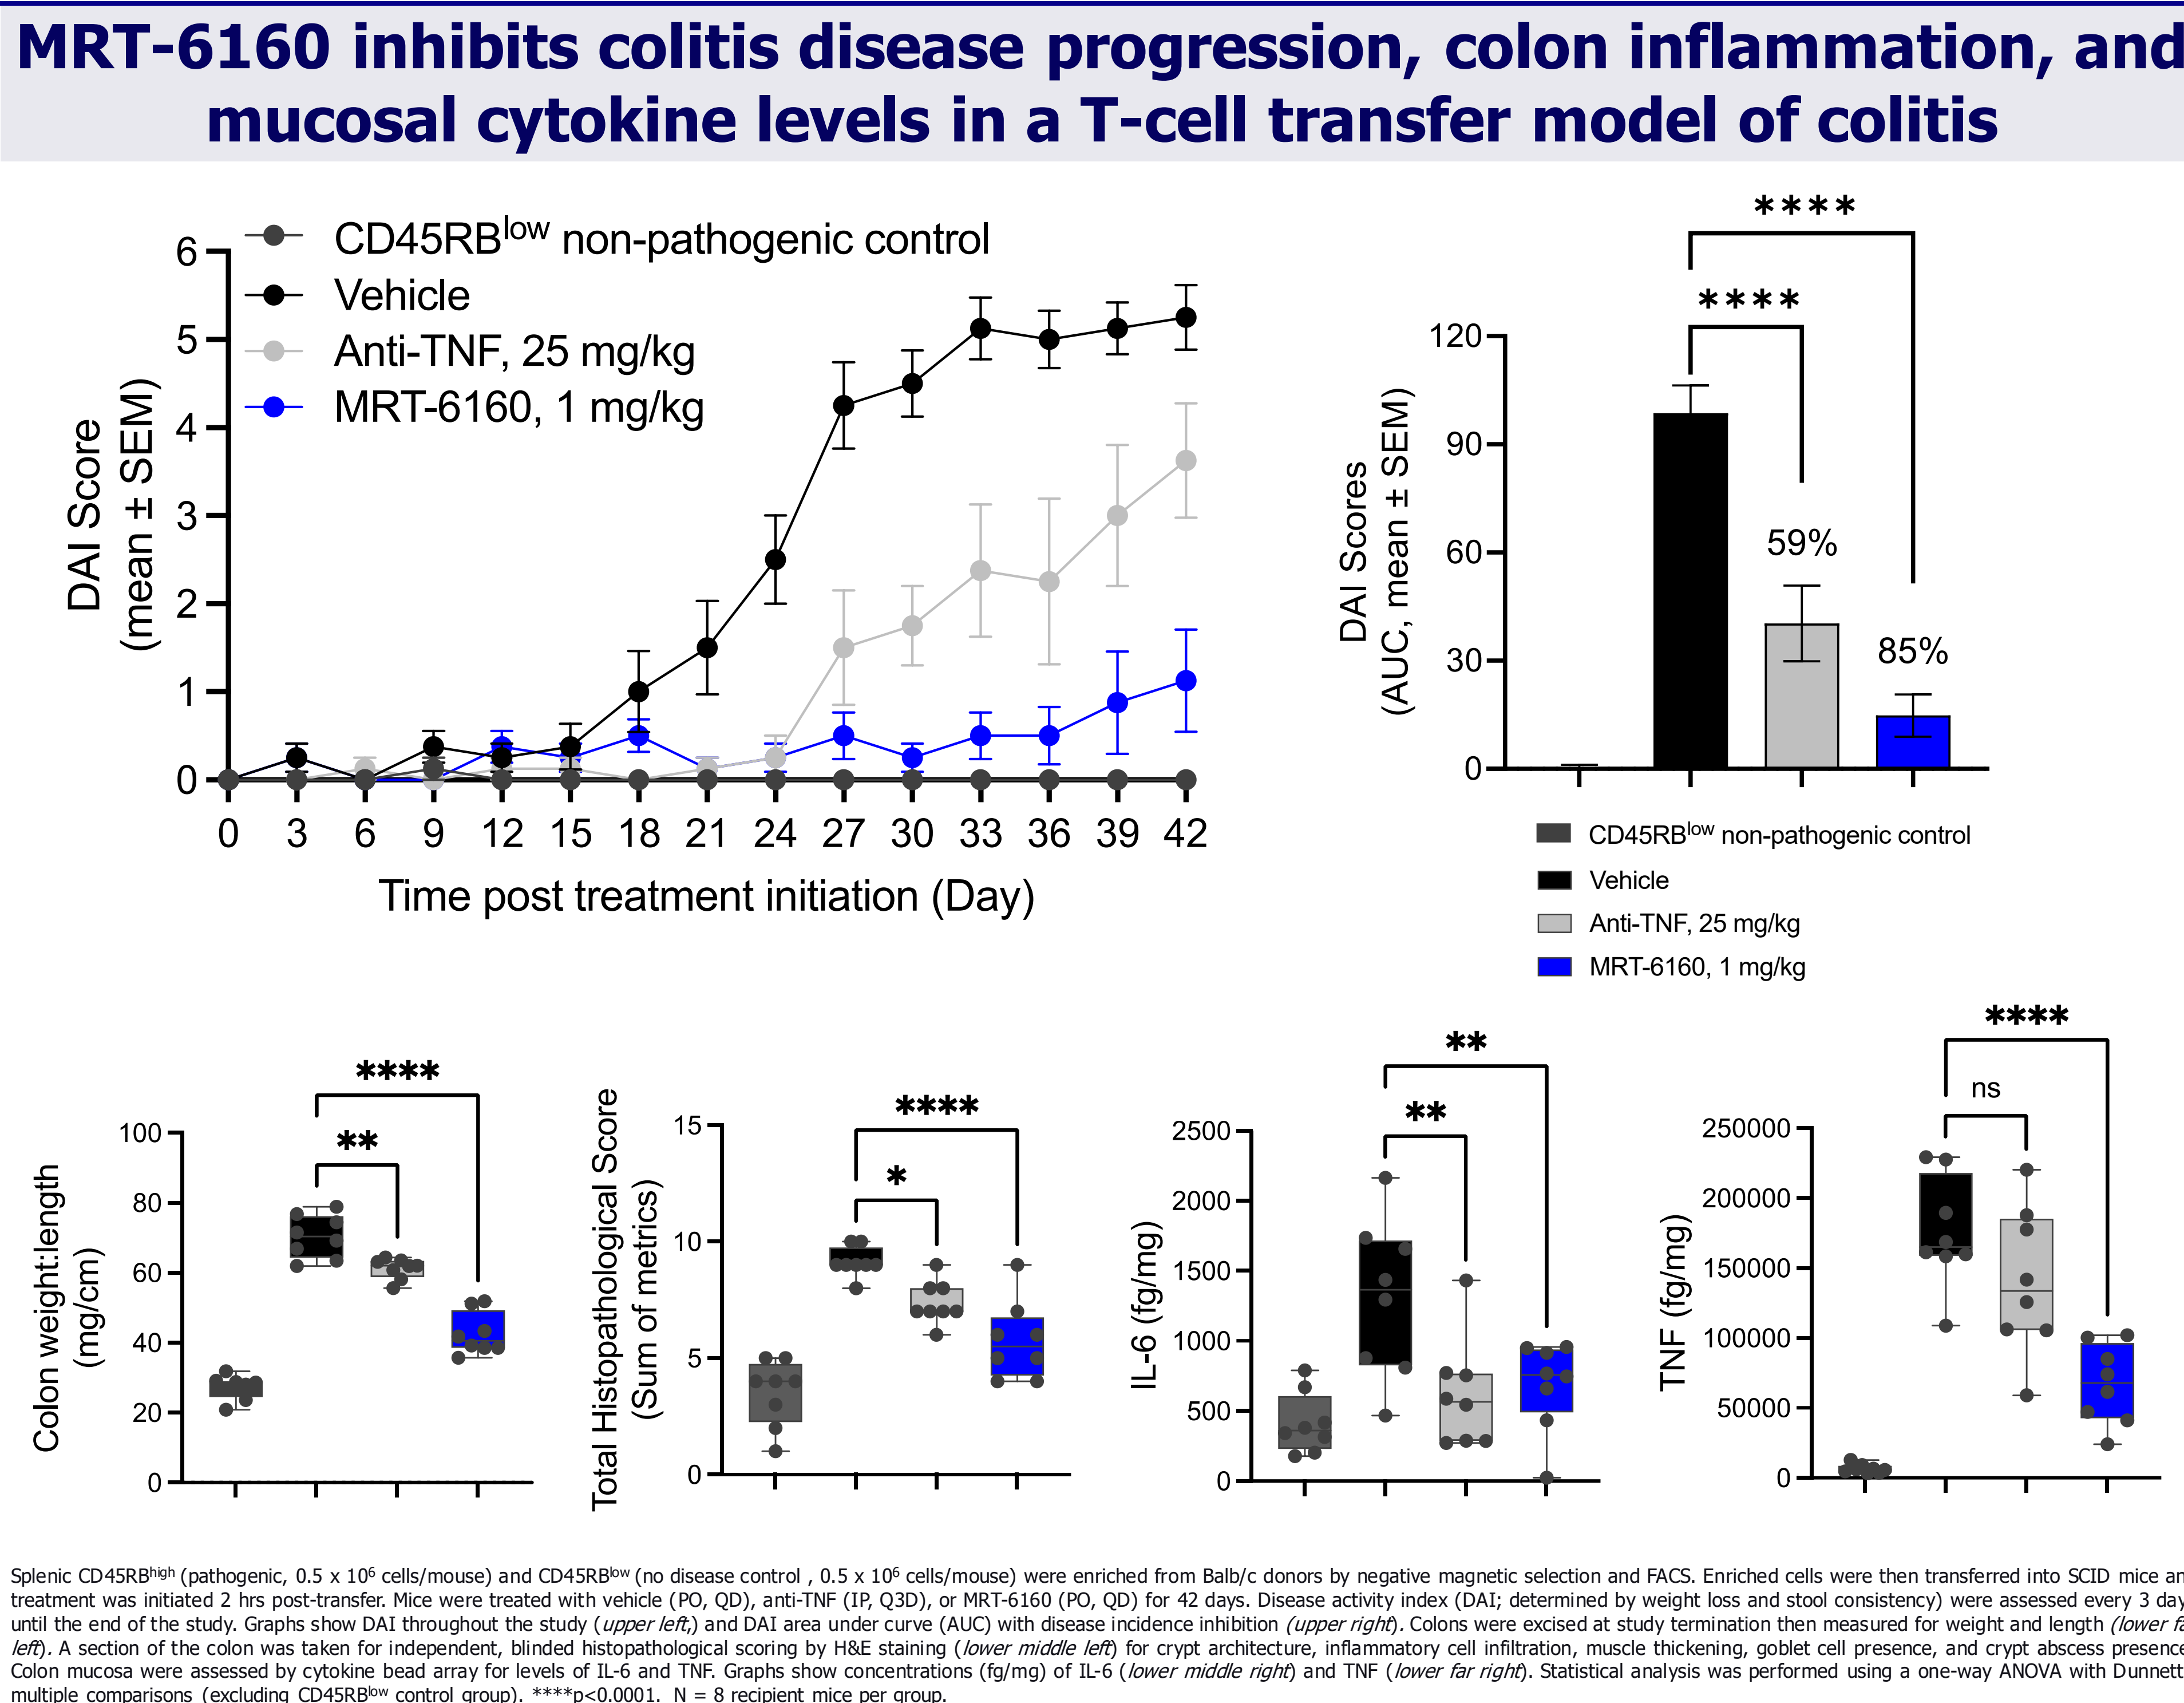 MRT-6160 inhibits colitis disease progression, colon inflammation, and
mucosal cytokine levels in a T-cell transfer model of colitis
CD45RBlow non-pathogenic control
Vehicle
Anti-TNF, 25 mg/kg
MRT-6160, 1 mg/kg
DAI Score
(mean ± SEM)
6
5
4
3
2
1
0
0 3 6 9 12 15 18 21 24 27 30 33 36 39 42
Time post treatment initiation (Day)
****
****
DAI Scores
(AUC, mean ± SEM)
120
90
60
30
0
59%
85%
CD45RBlow non-pathogenic control
Vehicle
Anti-TNF, 25 mg/kg
MRT-6160, 1 mg/kg
Colon weight:length
(mg/cm)
100
80
60
40
20
0
****
**
Total Histopathological Score
(Sum of metrics)
15
10
5
0
****
*
IL-6 (fg/mg)
2500
2000
1500
1000
500
0
**
**
TNF (fg/mg)
250000
200000
150000
100000
50000
0
****
ns
Splenic CD45RBhigh (pathogenic, 0.5 x 106 cells/mouse) and CD45RBlow (no disease control , 0.5 x 106 cells/mouse) were enriched from Balb/c donors by negative magnetic selection and FACS. Enriched cells were then transferred into SCID mice
treatment was initiated 2 hrs post-transfer. Mice were treated with vehicle (PO, QD), anti-TNF (IP, Q3D), or MRT-6160 (PO, QD) for 42 days. Disease activity index (DAI; determined by weight loss and stool consistency) were assessed every 3
until the end of the study. Graphs show DAI throughout the study (upper left,) and DAI area under curve (AUC) with disease incidence inhibition (upper right). Colons were excised at study termination then measured for weight and length (lower
left). A section of the colon was taken for independent, blinded histopathological scoring by H&E staining (lower middle left) for crypt architecture, inflammatory cell infiltration, muscle thickening, goblet cell presence, and crypt abscess
Colon mucosa were assessed by cytokine bead array for levels of IL-6 and TNF. Graphs show concentrations (fg/mg) of IL-6 (lower middle right) and TNF (lower far right). Statistical analysis was performed using a one-way ANOVA with
multiple comparisons (excluding CD45RBlow control group). ****p<0.0001. N = 8 recipient mice per group.